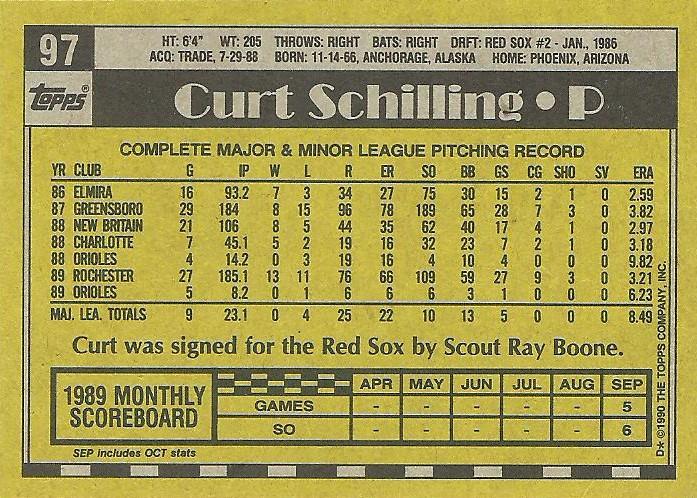 97
HT: 6'4" WT: 205 THROWS: RIGHT BATS: RIGHT DRFT: RED SOX #2 - JAN., 1986
ACQ: TRADE, 7-29-88 BORN: 11-14-66, ANCHORAGE, ALASKA HOME: PHOENIX, ARIZONA
TOPPS®
Curt Schilling • P
COMPLETE MAJOR & MINOR LEAGUE PITCHING RECORD
YR CLUB G IP W L R ER SO BB GS CG SHO SV ERA
86 ELMIRA 16 93.2 7 3 34 27 75 30 15 2 1 0 2.59
87 GREENSBORO 29 184 8 15 96 78 189 65 28 7 3 0 3.82
88 NEW BRITAIN 21 106 8 5 44 35 62 40 17 4 1 0 2.97
88 CHARLOTTE 7 45.1 5 2 19 16 32 23 7 2 1 0 3.18
88 ORIOLES 4 14.2 0 3 19 16 4 10 4 0 0 0 9.82
89 ROCHESTER 27 185.1 13 11 76 66 109 59 27 9 3 0 3.21
89 ORIOLES 5 8.2 0 1 6 6 6 3 1 0 0 0 6.23
MAJ. LEA. TOTALS 9 23.1 0 4 25 22 10 13 5 0 0 0 8.49
Curt was signed for the Red Sox by Scout Ray Boone.
1989 MONTHLY
SCOREBOARD
APR MAY JUN JUL AUG SEP
GAMES - - - - - 5
SO - - - - - 6
SEP includes OCT stats
D* ©1990 THE TOPPS COMPANY, INC.